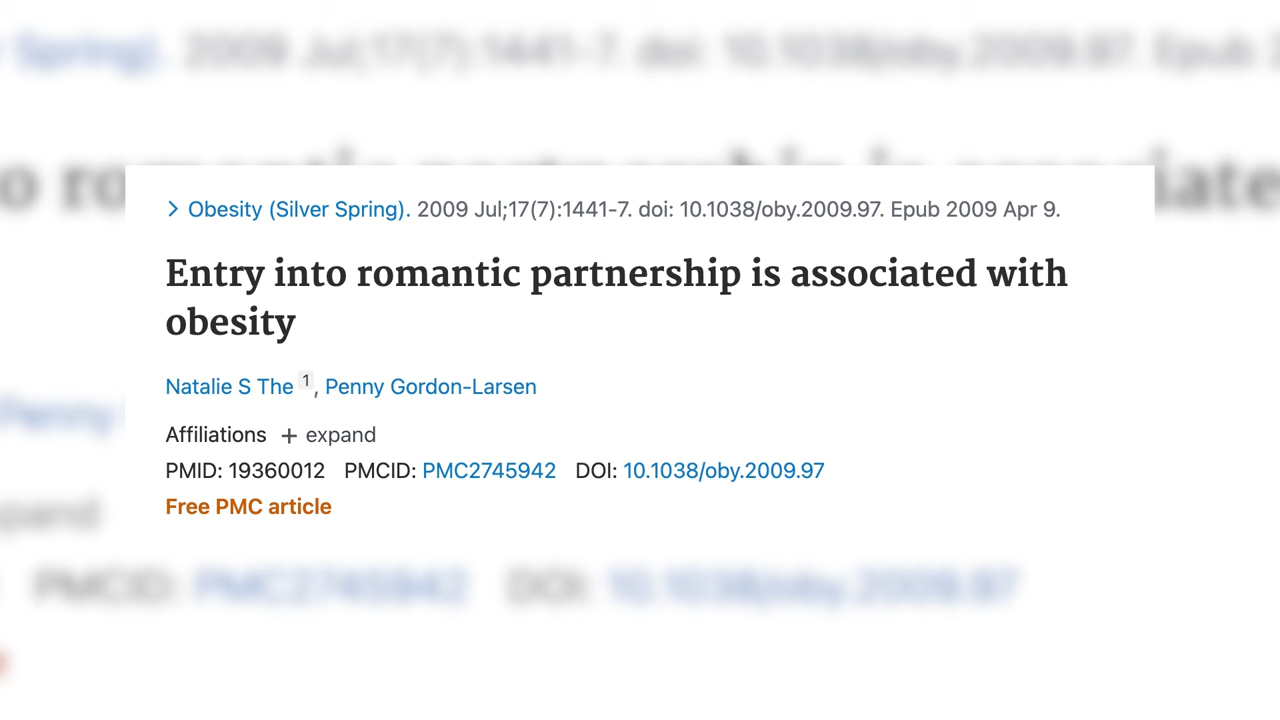 > Obesity (Silver Spring). 2009 Jul;17(7):1441-7. doi: 10.1038/oby.2009.97. Epub 2009 Apr 9.
Entry into romantic partnership is associated with
obesity
Natalie S The 1, Penny Gordon-Larsen
Affiliations + expand
PMID: 19360012 PMCID: PMC2745942 DOI: 10.1038/oby.2009.97
Free PMC article